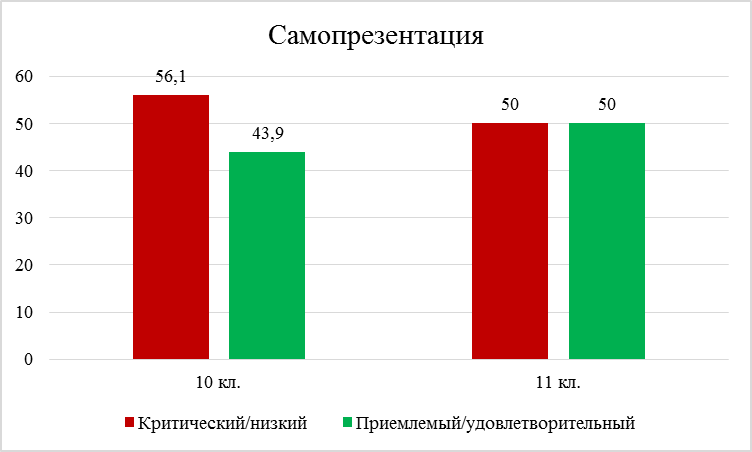 Самопрезентация
60
50
40
30
20
10
0
56,1
43,9
50
50
10 кл.
11 кл.
Критический/низкий
Приемлемый/удовлетворительный